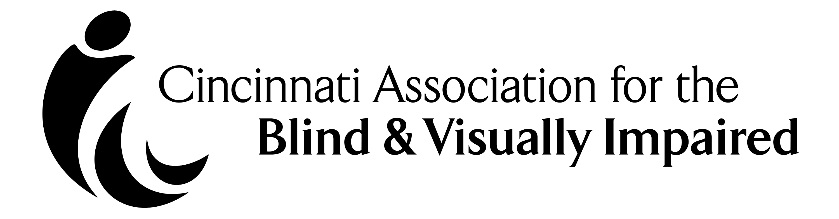 Cincinnati Association for the
Blind & Visually Impaired